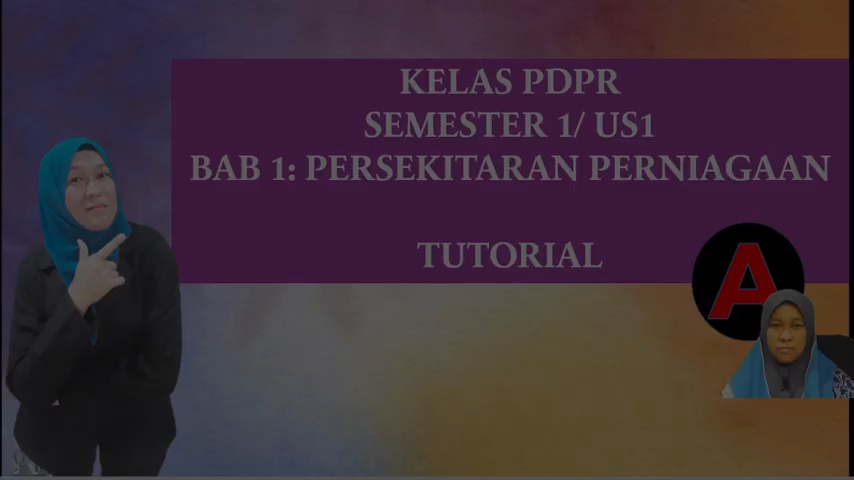 KELAS PDPR
SEMESTER 1/ US1
BAB 1: PERSEKITARAN PERNIAGAAN
TUTORIAL
A